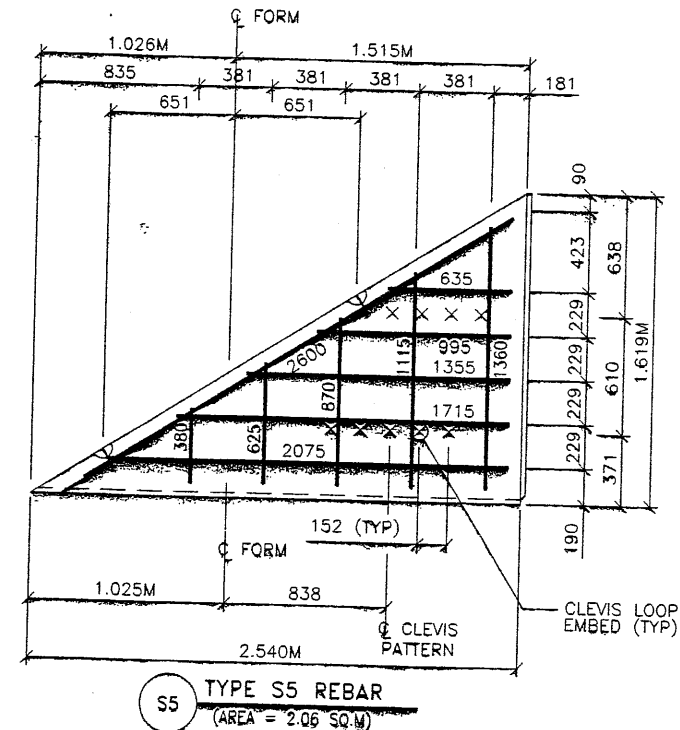 ℄ FORM
1.026M 1.515M
835 381 381 381 381 181
651 651
90
423
638
229
229
229
229
610
1.619M
371
190
635
995
1355
1715
2075
2600
380
625
870
1115
1360
152 (TYP)
℄ FORM
1.025M 838
℄ CLEVIS
PATTERN
CLEVIS LOOP
EMBED (TYP)
2.540M
S5
TYPE S5 REBAR
(AREA = 2.06 SQ.M)